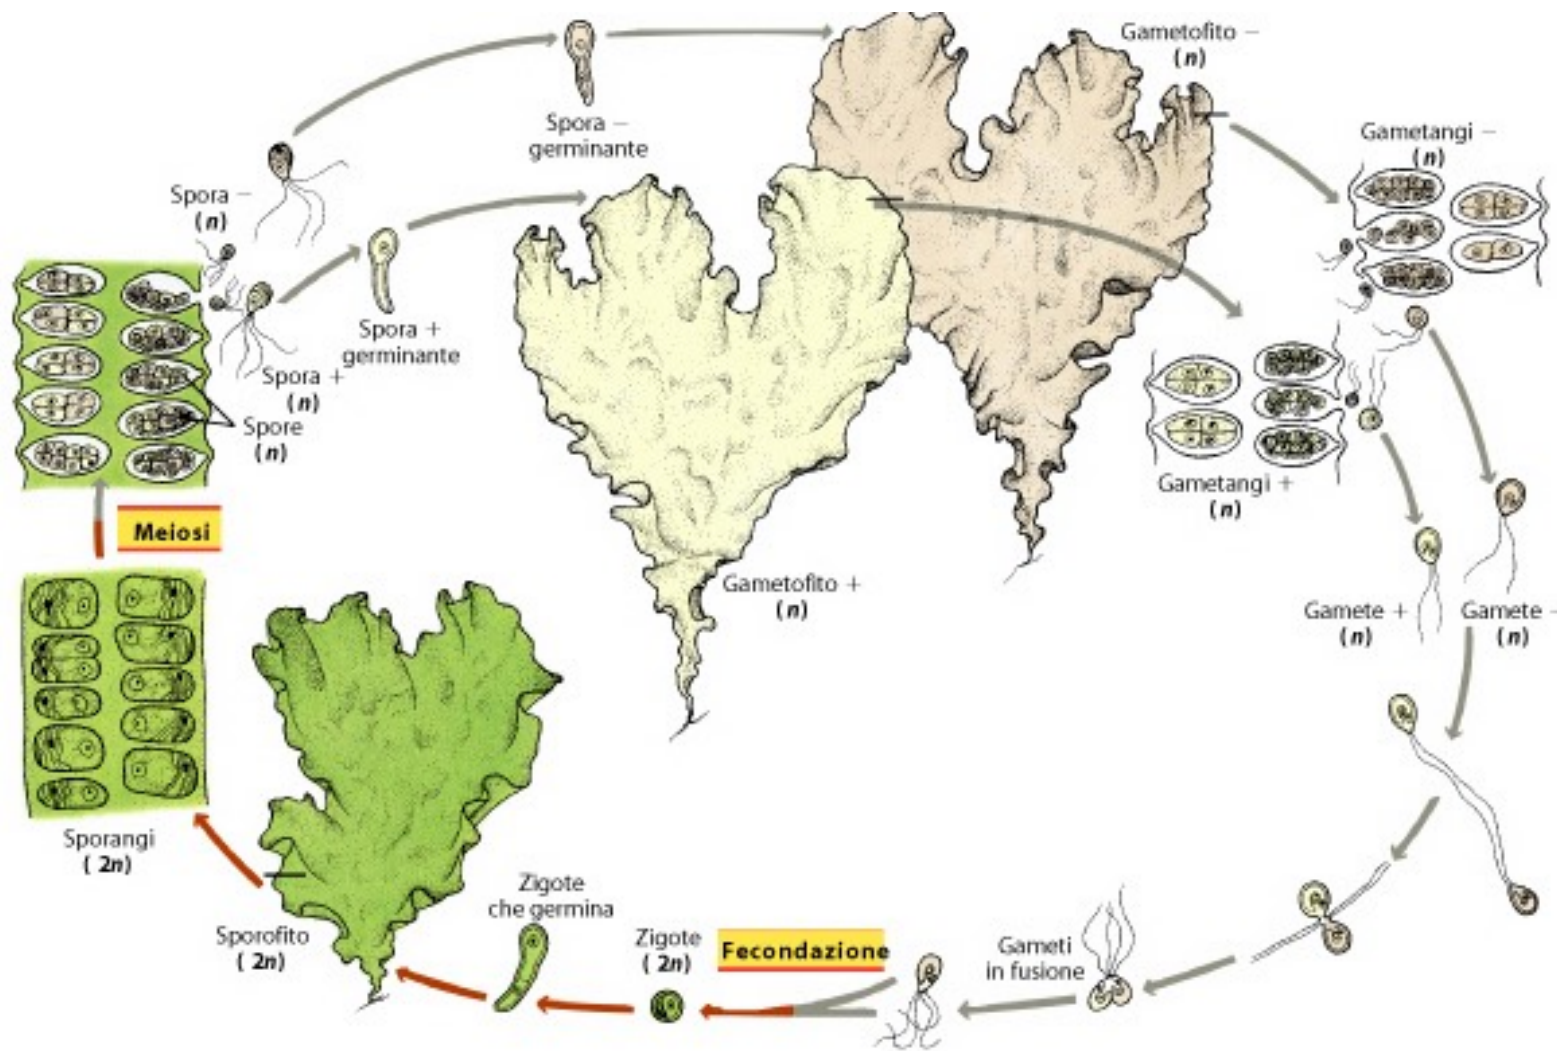 Gametofito –
(n)
Spora –
germinante
Gametangi –
(n)
Spora –
(n)
Spora +
germinante
Spora +
(n)
Spore
(n)
Gametangi +
(n)
Meiosi
Gametofito +
(n)
Gamete +
(n)
Gamete –
(n)
Sporangi
( 2n)
Zigote
che germina
Sporofito
( 2n)
Zigote
( 2n)
Fecondazione
Gameti
in fusione